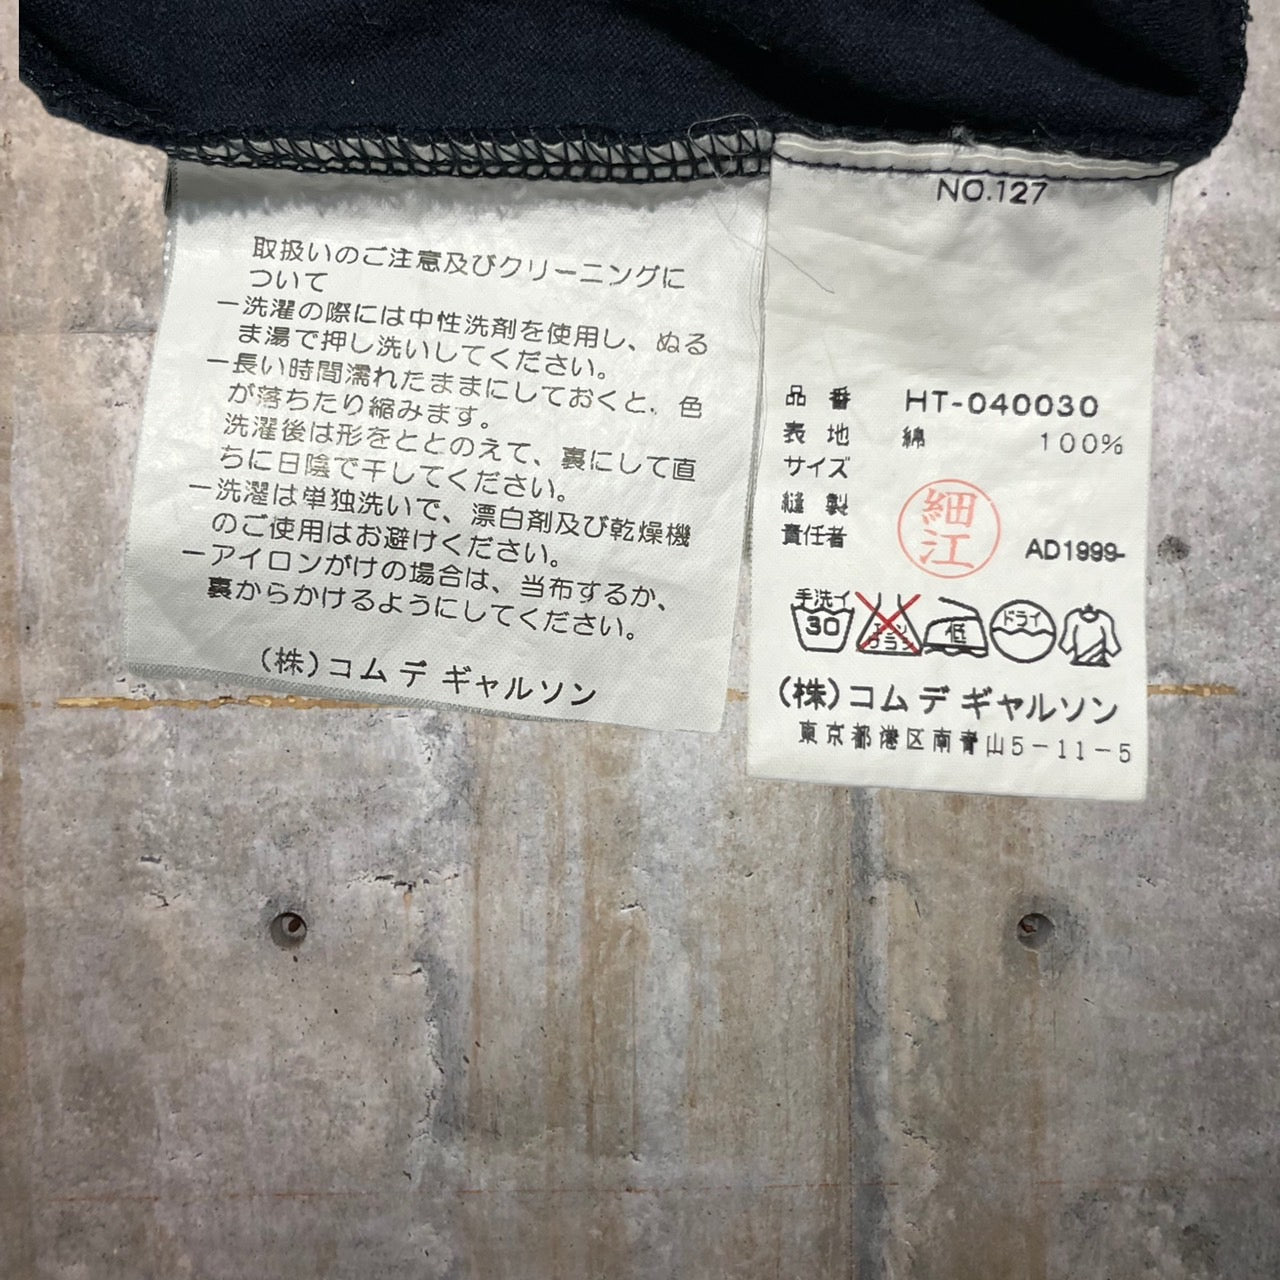 取扱いのご注意及びクリーニングに
ついて
ー洗濯の際には中性洗剤を使用し、ぬる
ま湯で押し洗いしてください。
ー長い時間濡れたままにしておくと、色
が落ちたり縮みます。
洗濯後は形をととのえて、裏にして直
ちに日陰で干してください。
ー洗濯は単独洗いで、漂白剤及び乾燥機
のご使用はお避けください。
ーアイロンがけの場合は、当布するか、
裏からかけるようにしてください。
(株)コム デ ギャルソン
NO.127
品 番 HT-040030
表 地 綿 100%
サイズ
縫 製
責任者
細
江
AD1999-
手洗イ
30
エンソ
サラシ
低
ドライ
(株)コム デ ギャルソン
東京都港区南青山5-11-5